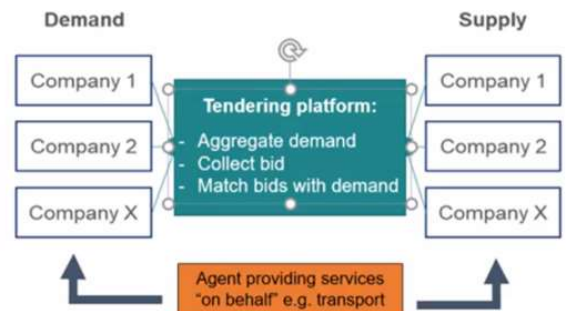 Demand
Supply
Company 1
Company 2
Company X
Tendering platform:
- Aggregate demand
- Collect bid
- Match bids with demand
Company 1
Company 2
Company X
Agent providing services
“on behalf” e.g. transport